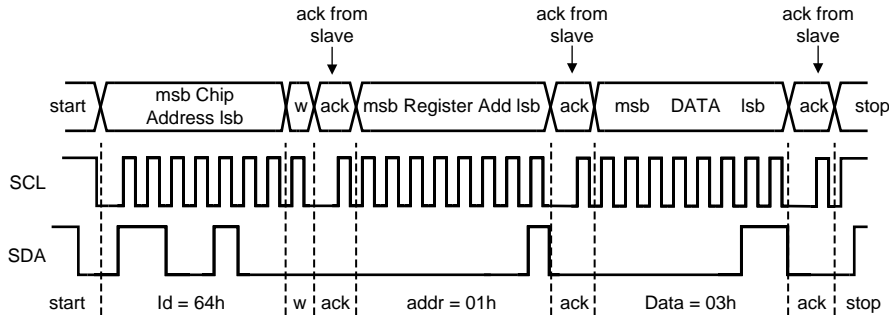 ack from
slave
ack from
slave
ack from
slave
start
msb Chip
Address lsb
w
ack
msb Register Add lsb
ack
msb DATA lsb
ack
stop
SCL
SDA
start
Id = 64h
w
ack
addr = 01h
ack
Data = 03h
ack
stop